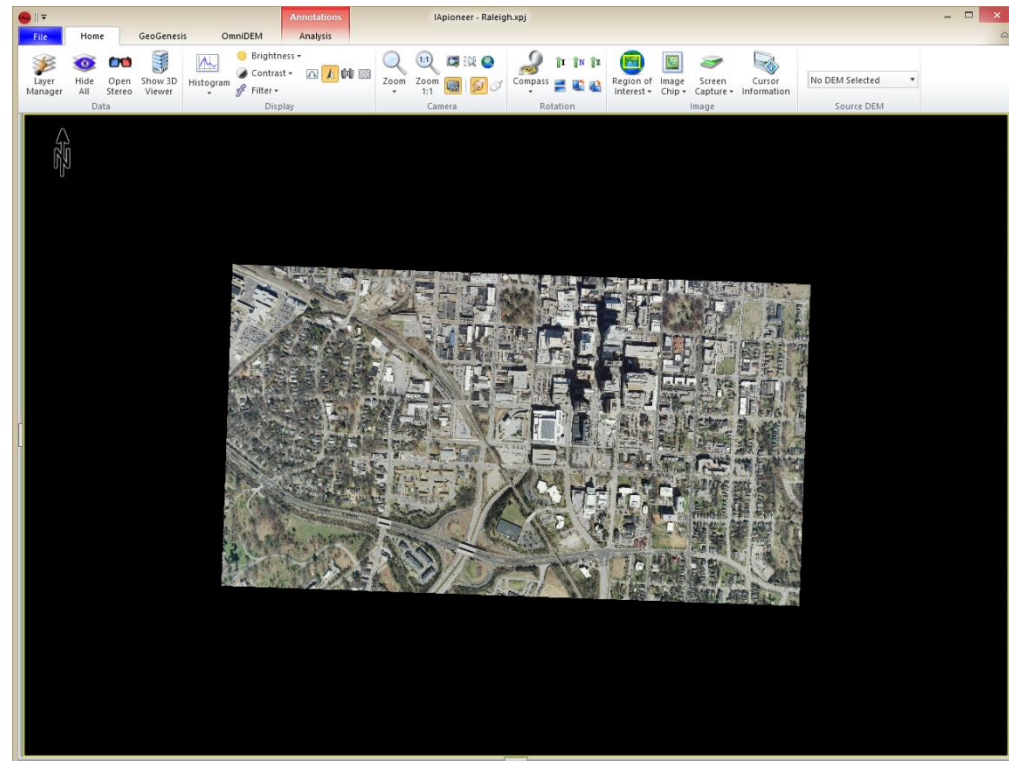 Annotations
IApioneer - Raleigh.xpj
File Home GeoGenesis OmniDEM Analysis
Layer Manager
Hide All
Open Stereo
Show 3D Viewer
Data
Histogram
Brightness
Contrast
Filter
Display
Zoom
1:1
Zoom 1:1
Camera
Compass
Rotation
Region of Interest
Image Chip
Screen Capture
Cursor Information
Image
No DEM Selected
Source DEM
N